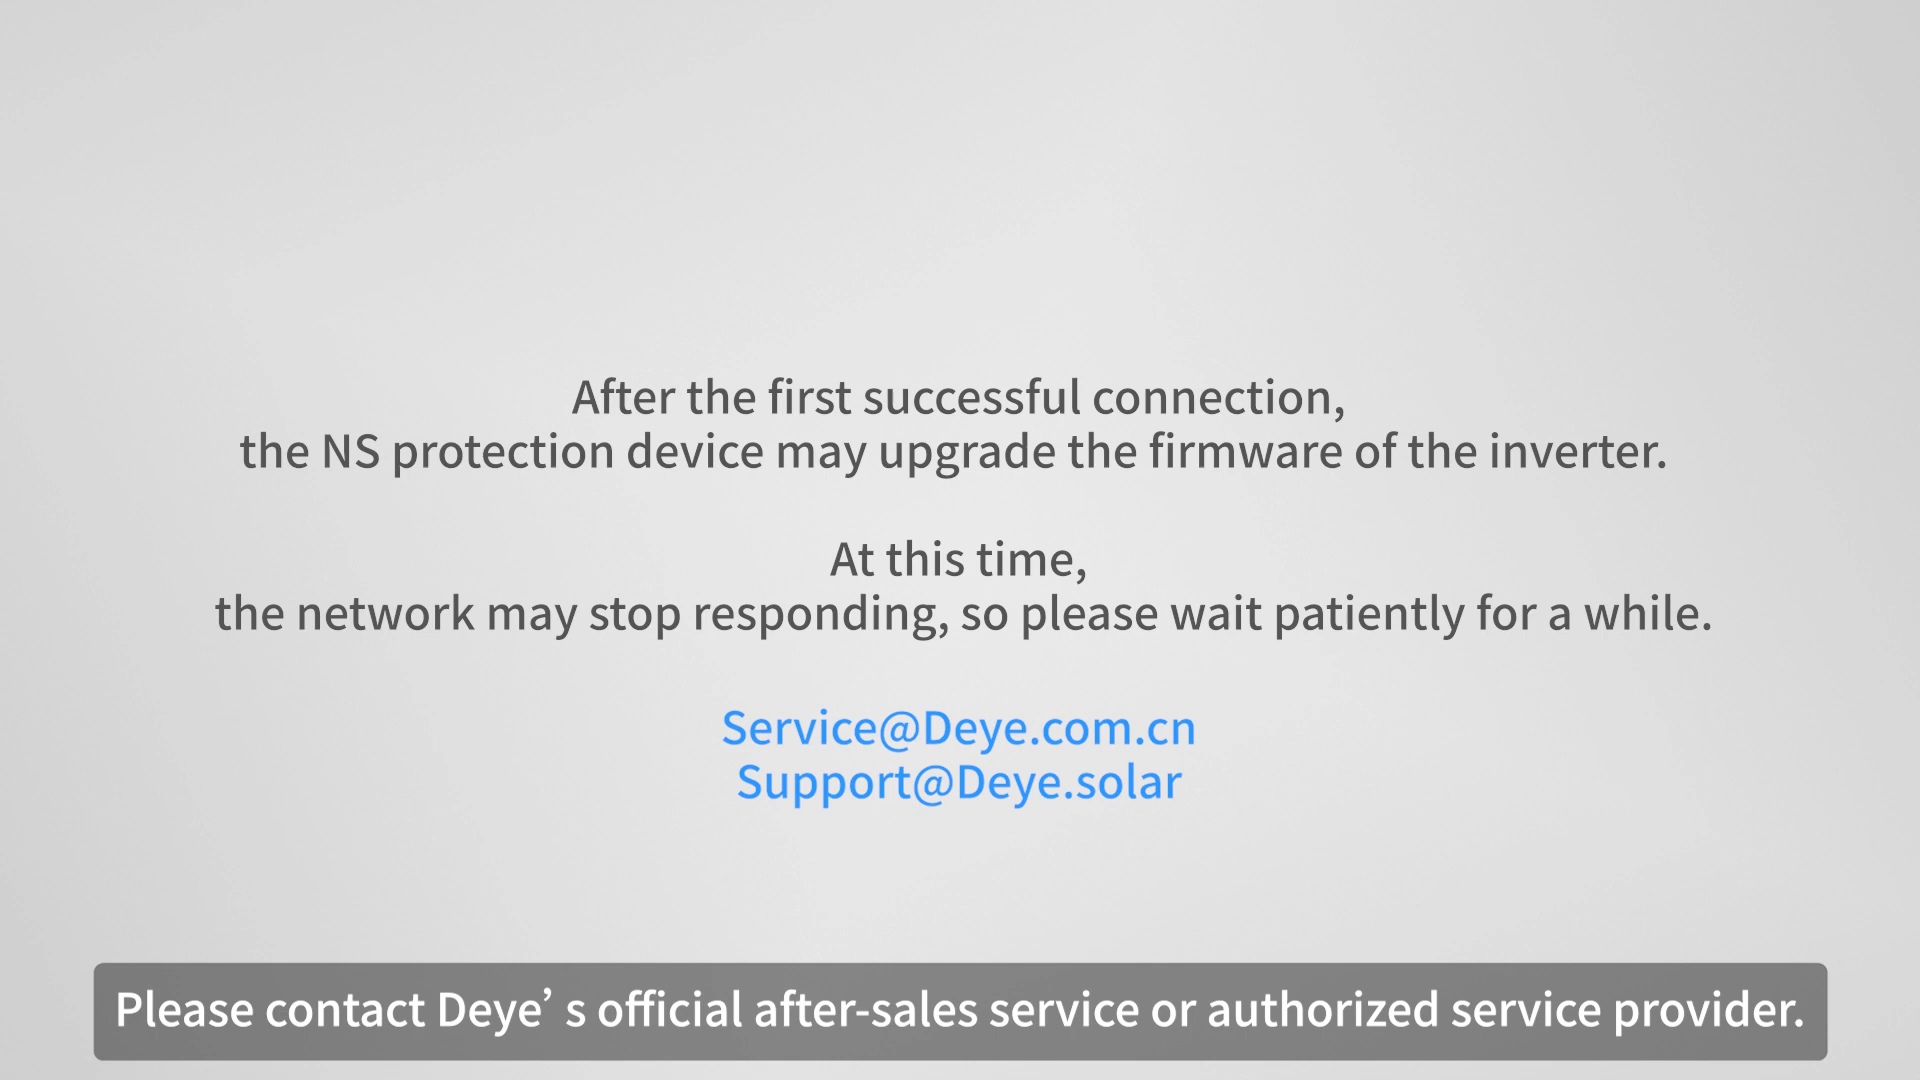 After the first successful connection,
the NS protection device may upgrade the firmware of the inverter.
At this time,
the network may stop responding, so please wait patiently for a while.
Service@Deye.com.cn
Support@Deye.solar
Please contact Deye’ s official after-sales service or authorized service provider.